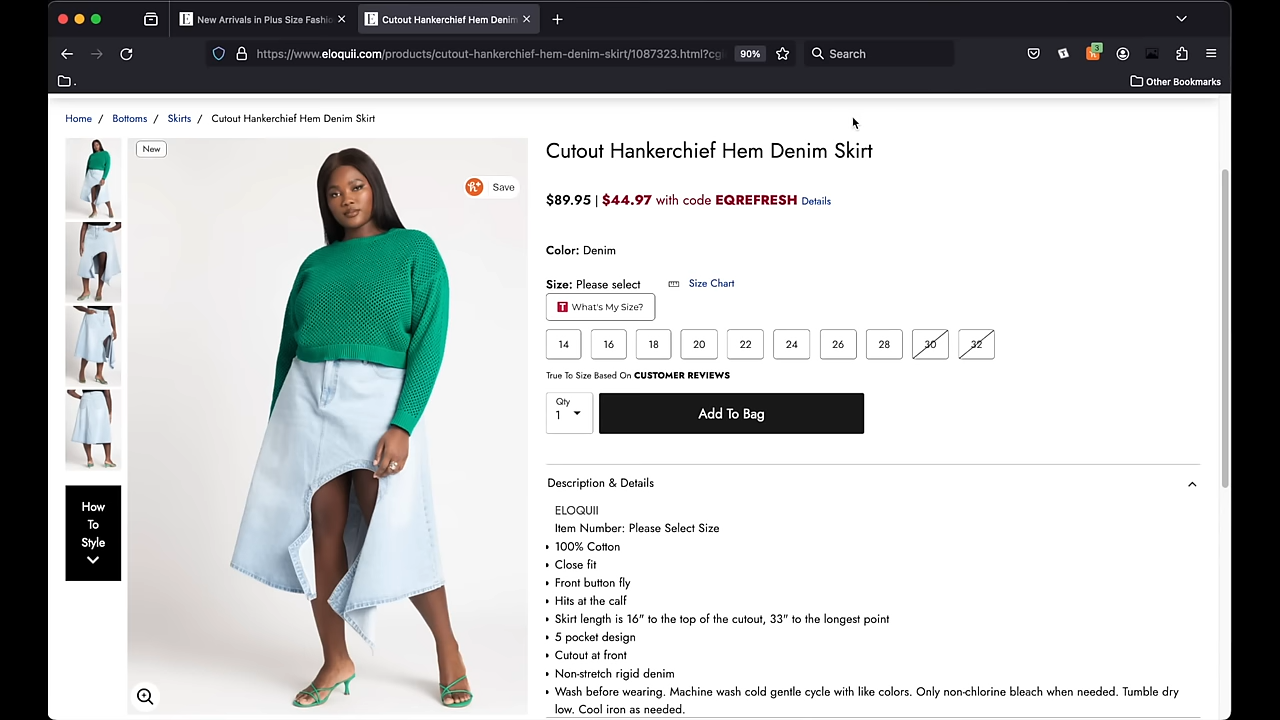 New Arrivals in Plus Size Fashio
Cutout Hankerchief Hem Denim
https://www.eloquii.com/products/cutout-hankerchief-hem-denim-skirt/1087323.html?cg
90%
Search
3
.
Other Bookmarks
Home / Bottoms / Skirts / Cutout Hankerchief Hem Denim Skirt
New
Save
How
To
Style
Cutout Hankerchief Hem Denim Skirt
$89.95 | $44.97 with code EQREFRESH Details
Color: Denim
Size: Please select Size Chart
T What's My Size?
14 16 18 20 22 24 26 28 30 32
True To Size Based On CUSTOMER REVIEWS
Qty
1
Add To Bag
Description & Details
ELOQUII
Item Number: Please Select Size
100% Cotton
Close fit
Front button fly
Hits at the calf
Skirt length is 16" to the top of the cutout, 33" to the longest point
5 pocket design
Cutout at front
Non-stretch rigid denim
Wash before wearing. Machine wash cold gentle cycle with like colors. Only non-chlorine bleach when needed. Tumble dry
low. Cool iron as needed.